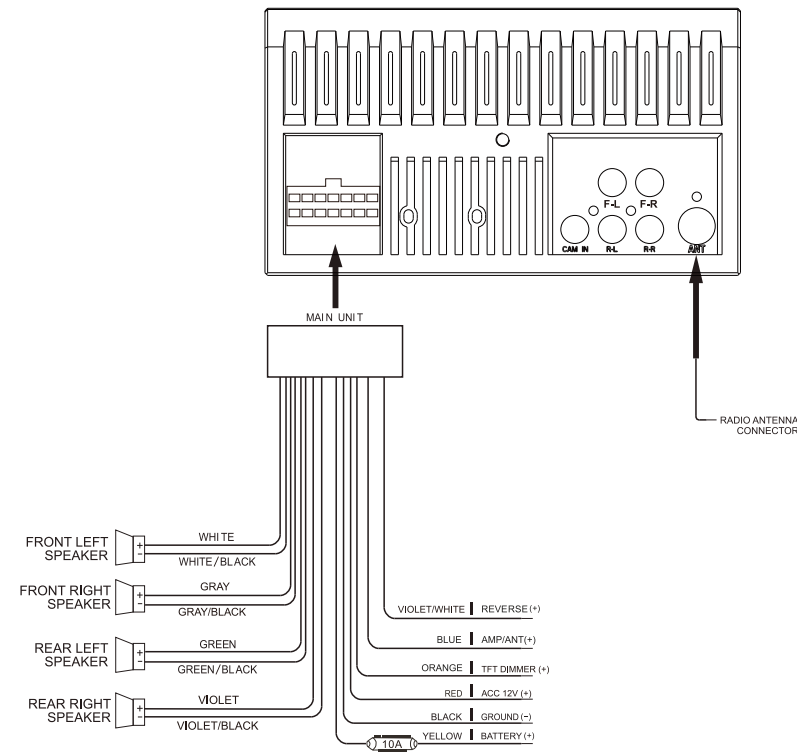 F-L F-R
CAM IN R-L R-R ANT
MAIN UNIT
RADIO ANTENNA
CONNECTOR
FRONT LEFT
SPEAKER
+
-
WHITE
WHITE/BLACK
FRONT RIGHT
SPEAKER
+
-
GRAY
GRAY/BLACK
REAR LEFT
SPEAKER
+
-
GREEN
GREEN/BLACK
REAR RIGHT
SPEAKER
+
-
VIOLET
VIOLET/BLACK
VIOLET/WHITE REVERSE (+)
BLUE AMP/ANT(+)
ORANGE TFT DIMMER (+)
RED ACC 12V (+)
BLACK GROUND (-)
YELLOW BATTERY (+)
10A